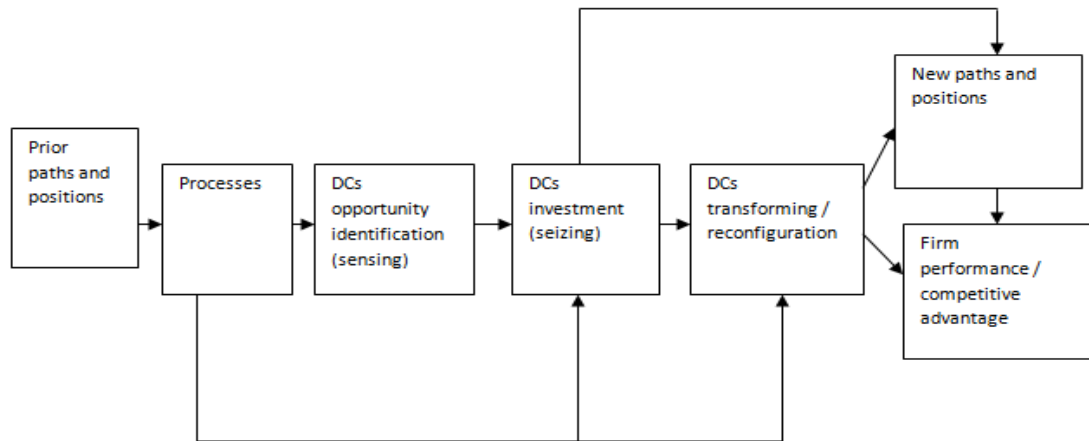 Prior
paths and
positions
Processes
DCs
opportunity
identification
(sensing)
DCs
investment
(seizing)
DCs
transforming /
reconfiguration
New paths and
positions
Firm
performance /
competitive
advantage